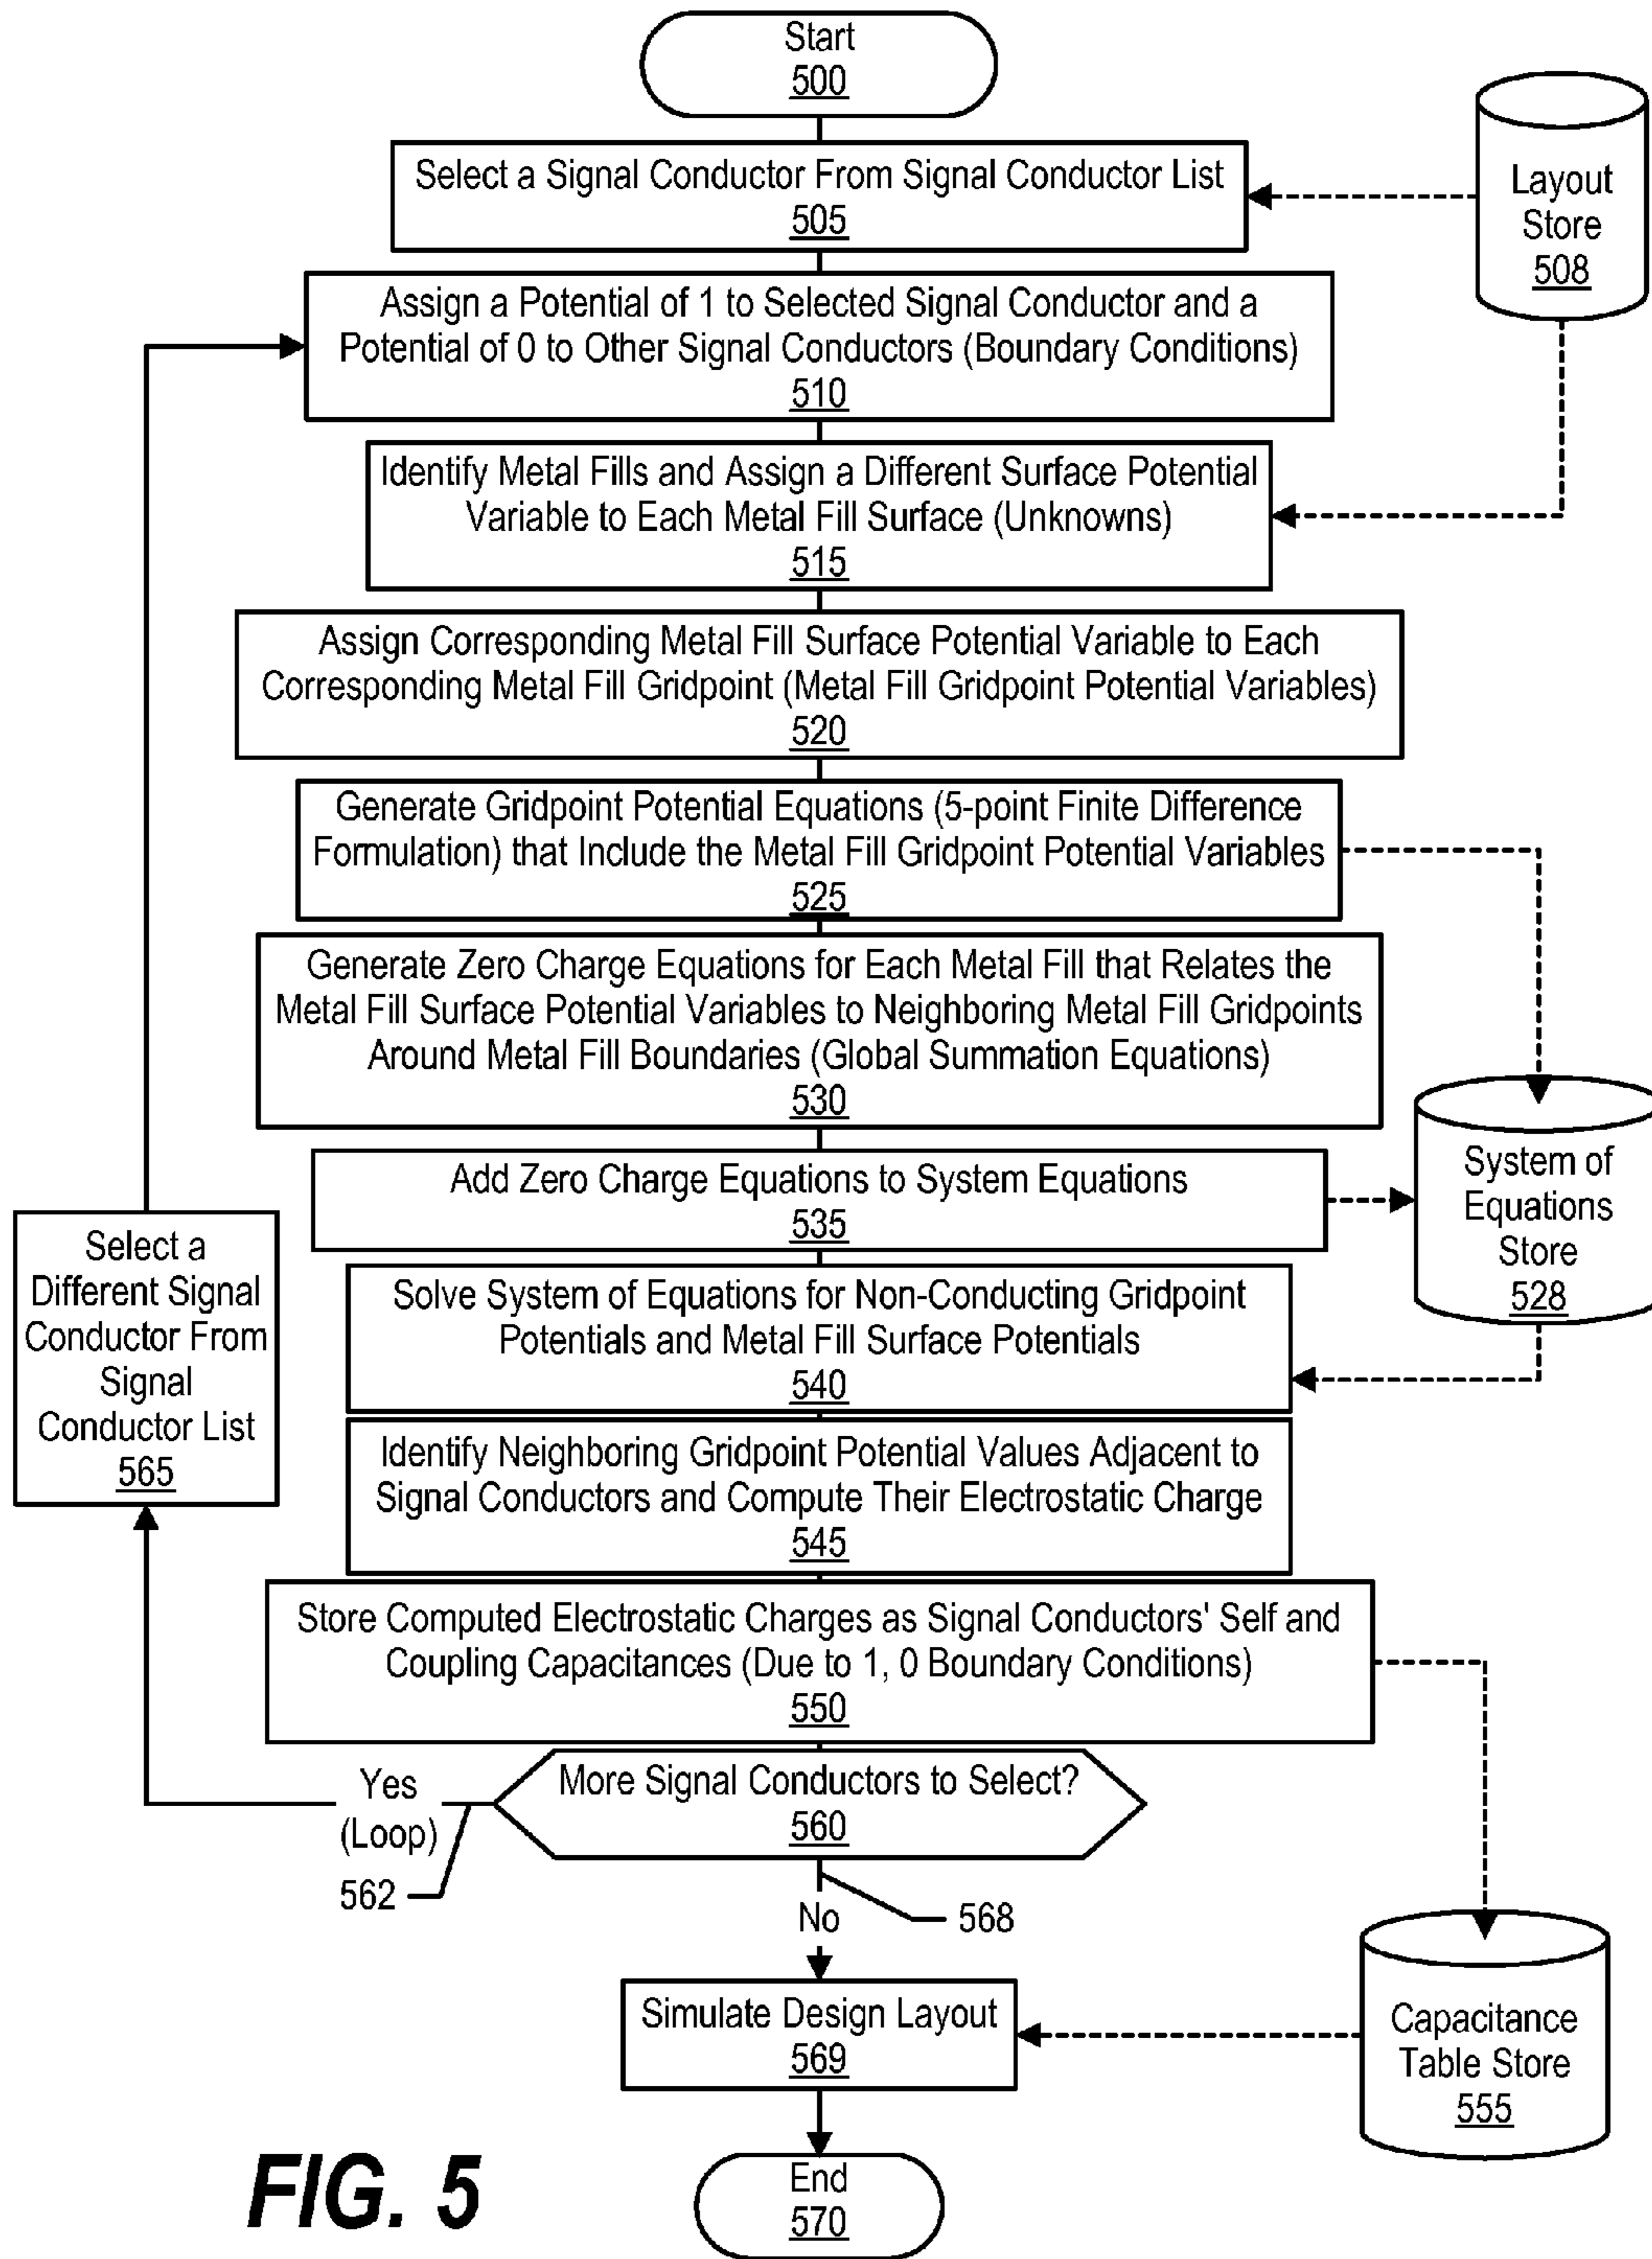 Start
500
Select a Signal Conductor From Signal Conductor List
505
Layout
Store
508
Assign a Potential of 1 to Selected Signal Conductor and a
Potential of 0 to Other Signal Conductors (Boundary Conditions)
510
Identify Metal Fills and Assign a Different Surface Potential
Variable to Each Metal Fill Surface (Unknowns)
515
Assign Corresponding Metal Fill Surface Potential Variable to Each
Corresponding Metal Fill Gridpoint (Metal Fill Gridpoint Potential Variables)
520
Generate Gridpoint Potential Equations (5-point Finite Difference
Formulation) that Include the Metal Fill Gridpoint Potential Variables
525
Generate Zero Charge Equations for Each Metal Fill that Relates the
Metal Fill Surface Potential Variables to Neighboring Metal Fill Gridpoints
Around Metal Fill Boundaries (Global Summation Equations)
530
Add Zero Charge Equations to System Equations
535
System of
Equations
Store
528
Solve System of Equations for Non-Conducting Gridpoint
Potentials and Metal Fill Surface Potentials
540
Select a
Different Signal
Conductor From
Signal
Conductor List
565
Identify Neighboring Gridpoint Potential Values Adjacent to
Signal Conductors and Compute Their Electrostatic Charge
545
Store Computed Electrostatic Charges as Signal Conductors' Self and
Coupling Capacitances (Due to 1, 0 Boundary Conditions)
550
More Signal Conductors to Select?
560
Yes
(Loop)
562
No
568
Simulate Design Layout
569
Capacitance
Table Store
555
End
570
FIG. 5